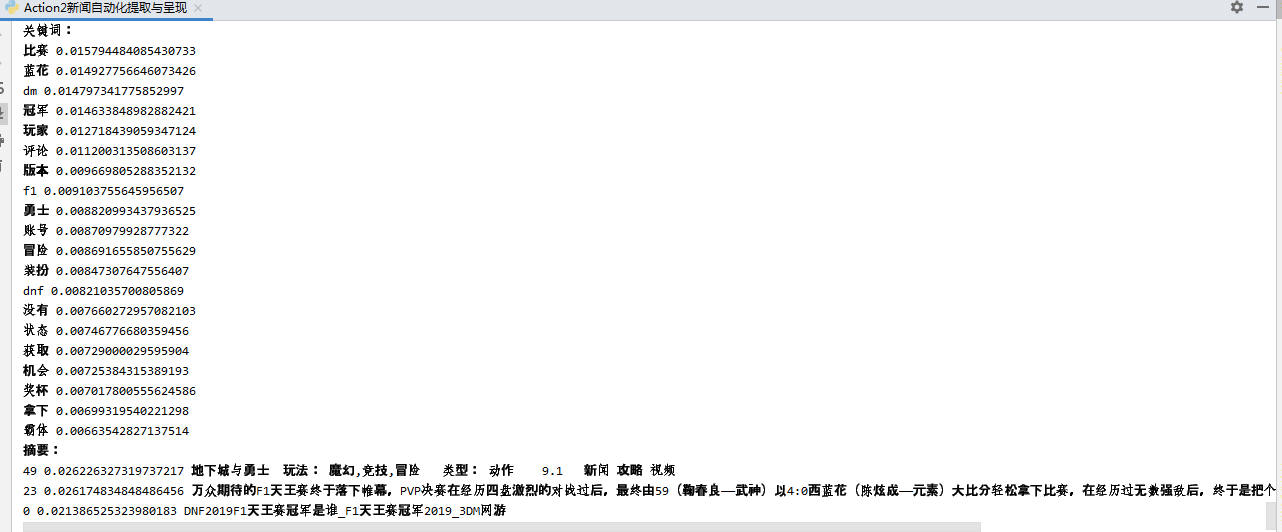 Action2新闻自动化提取与呈现
关键词：
比赛 0.015794484085430733
蓝花 0.014927756646073426
dm 0.014797341775852997
冠军 0.014633848982882421
玩家 0.012718439059347124
评论 0.011200313508603137
版本 0.009669805288352132
f1 0.009103755645956507
勇士 0.008820993437936525
账号 0.00870979928777322
冒险 0.008691655850755629
装扮 0.00847307647556407
dnf 0.00821035700805869
没有 0.007660272957082103
状态 0.00746776680359456
获取 0.00729000029595904
机会 0.00725384315389193
奖杯 0.007017800555624586
拿下 0.00699319540221298
霸体 0.00663542827137514
摘要：
49 0.026226327319737217 地下城与勇士 玩法： 魔幻,竞技,冒险 类型： 动作 9.1 新闻 攻略 视频
23 0.026174834848486456 万众期待的F1天王赛终于落下帷幕，PVP决赛在经历四盘激烈的对战过后，最终由59（鞠春良—武神）以4:0西蓝花（陈炫成—元素）大比分轻松拿下比赛，在经历过无数强敌后，终于是把个
0 0.021386525323980183 DNF2019F1天王赛冠军是谁_F1天王赛冠军2019_3DM网游